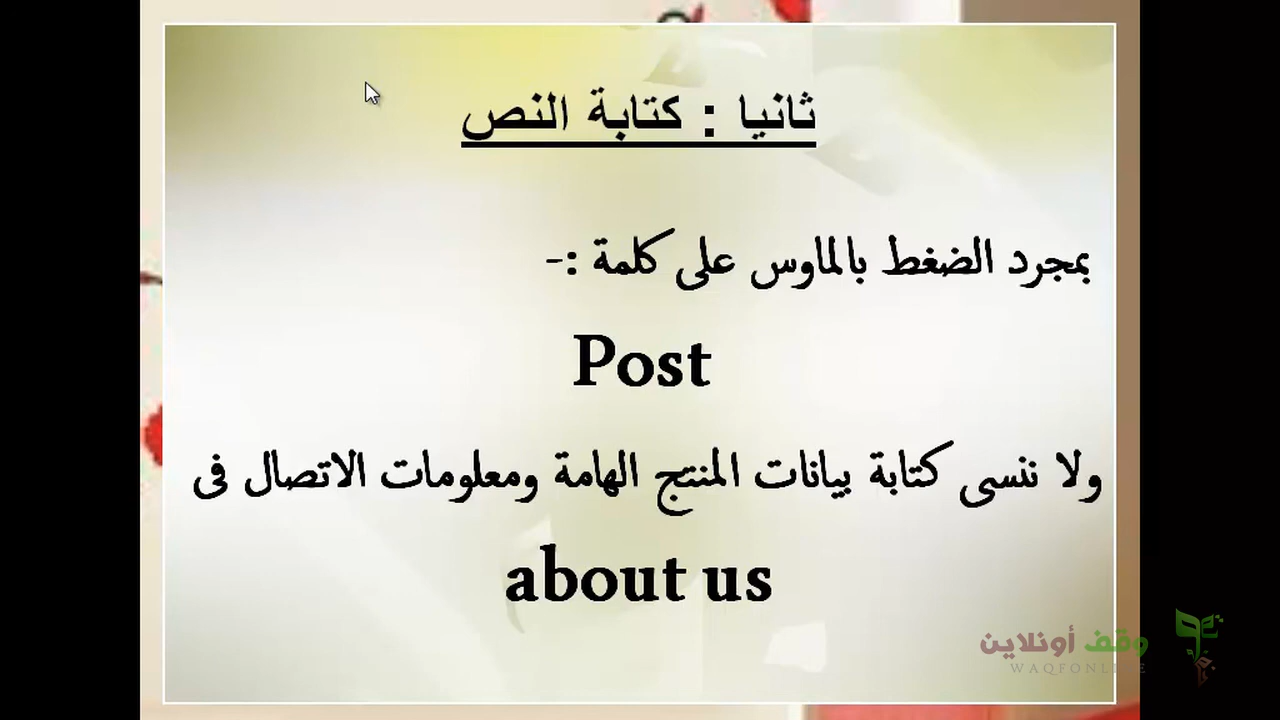 ثانيا : كتابة النص
بمجرد الضغط بالماوس على كلمة :-
Post
ولا ننسى كتابة بيانات المنتج الهامة ومعلومات الاتصال فى
about us
وقف أونلاين
WAQFONLINE